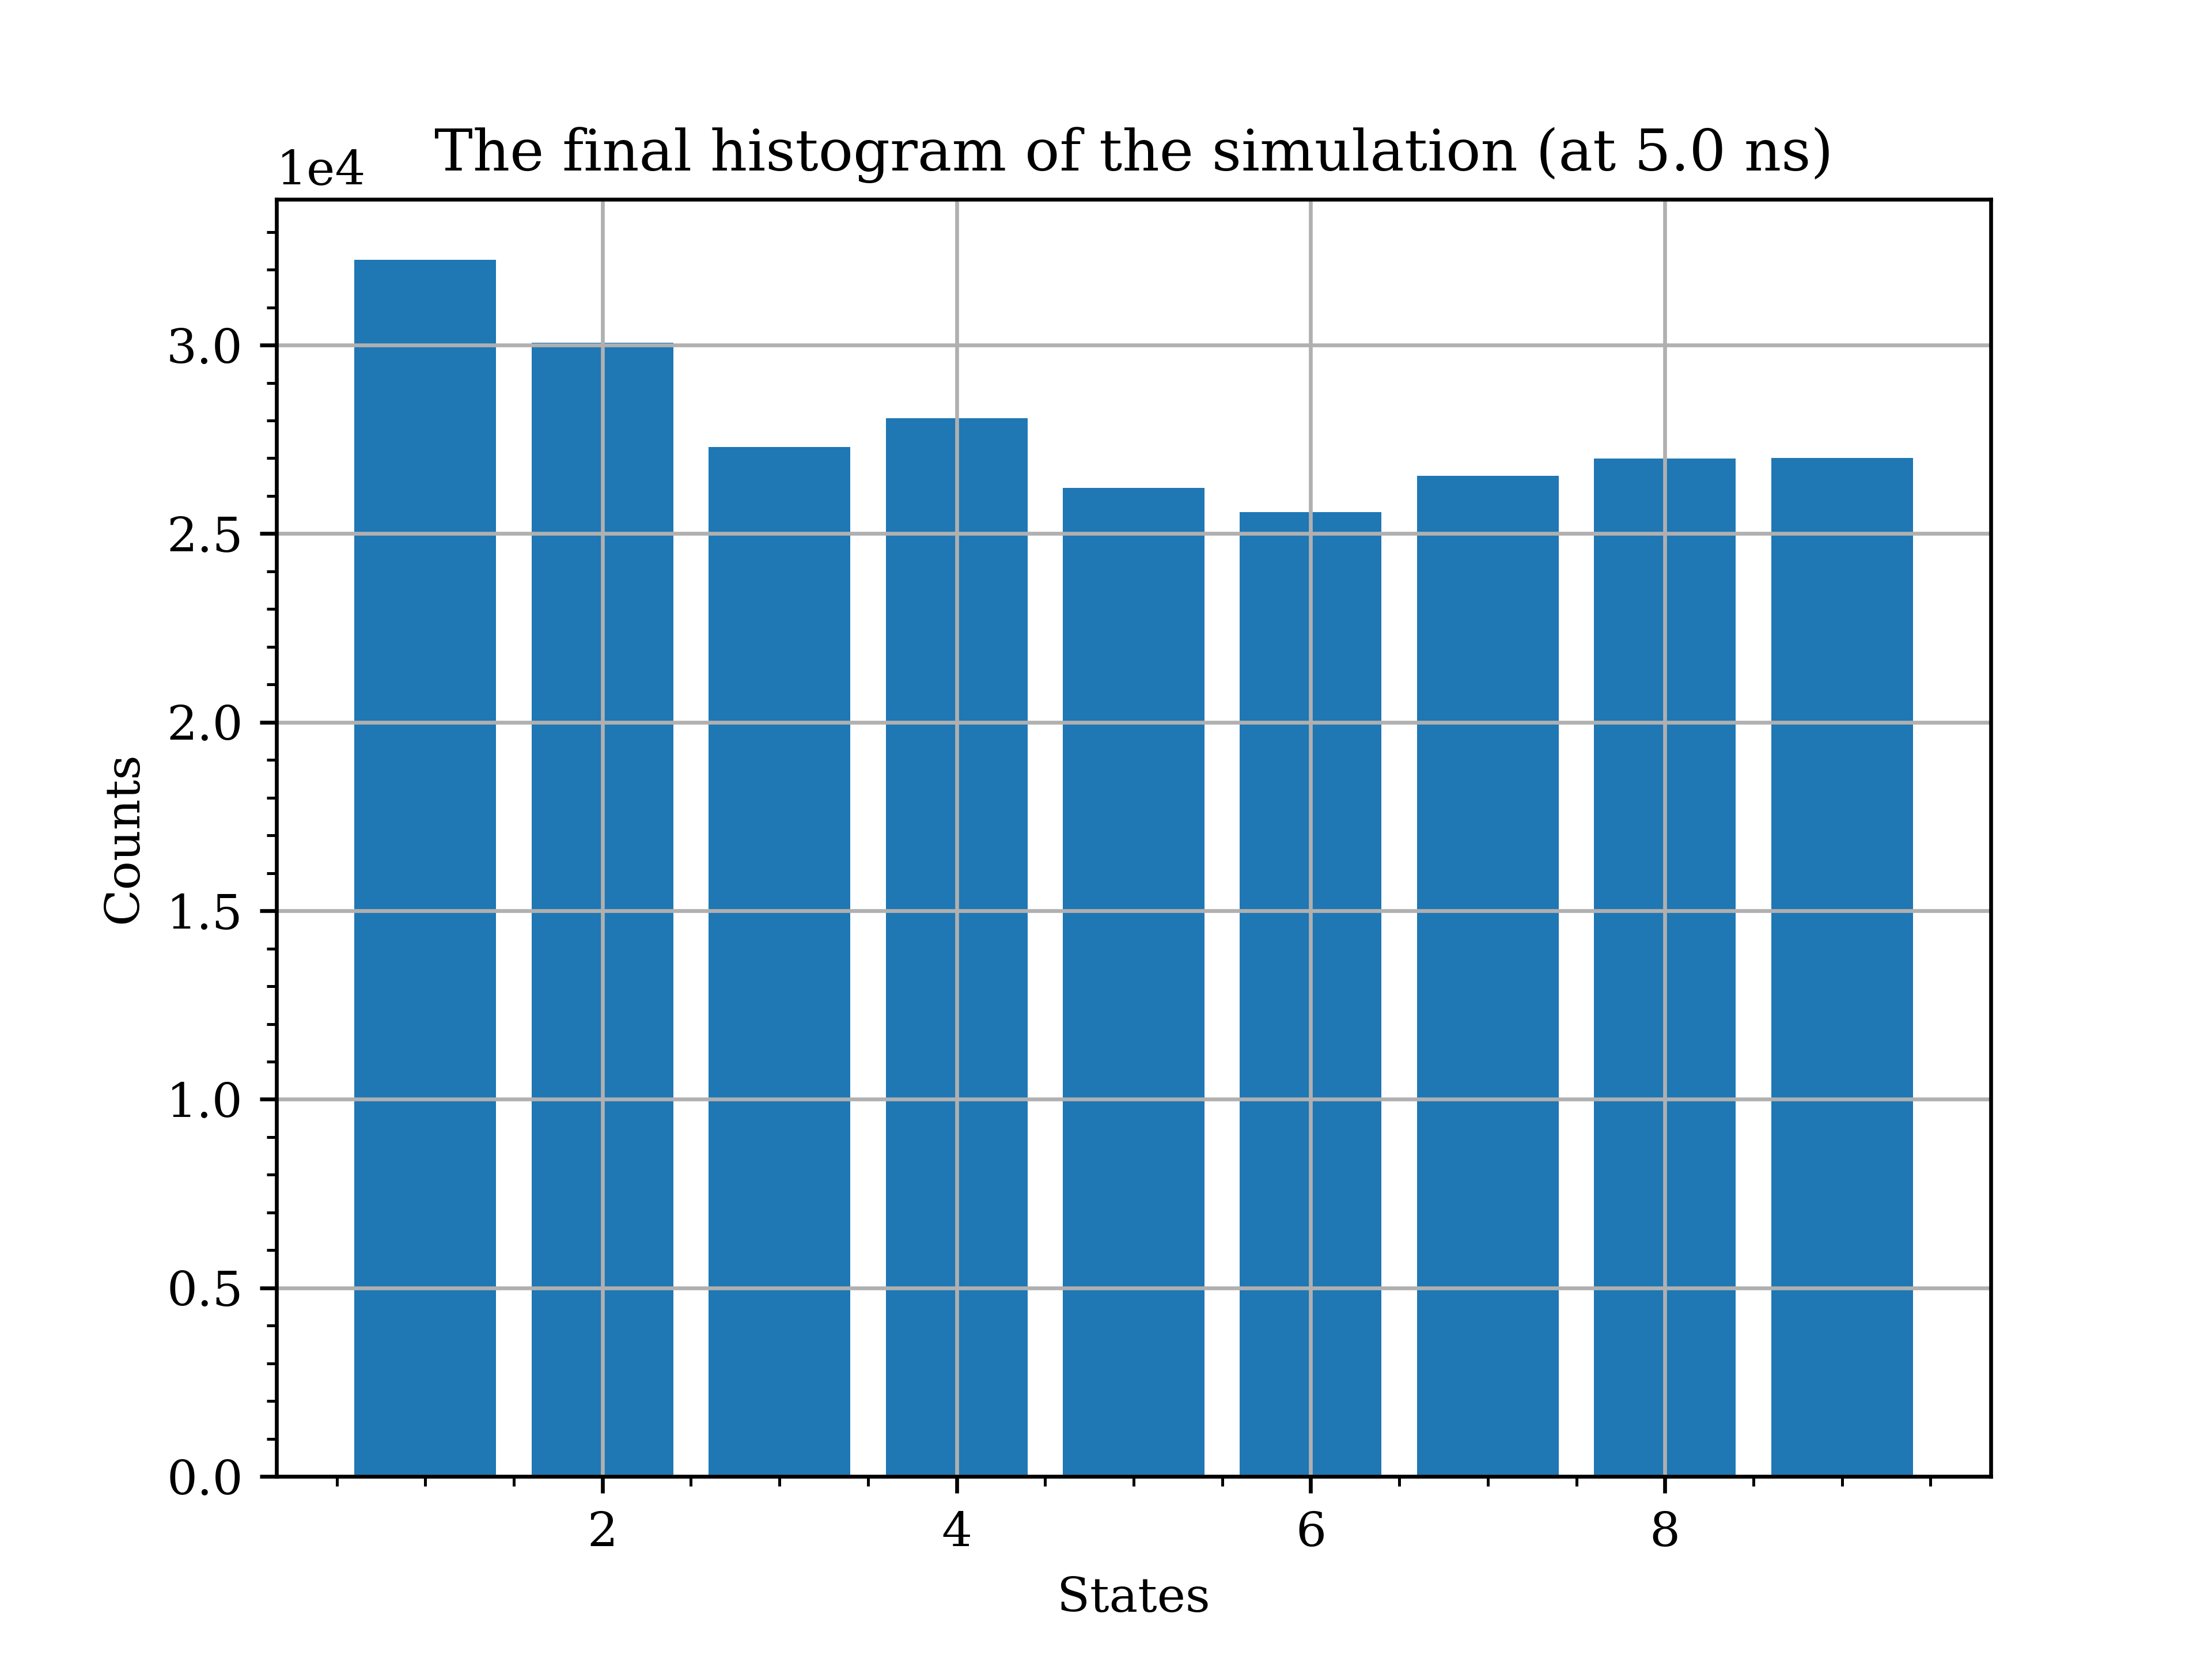 The final histogram of the simulation (at 5.0 ns)
1e4
3.0
2.5
2.0
1.5
1.0
0.5
0.0
Counts
2 4 6 8
States